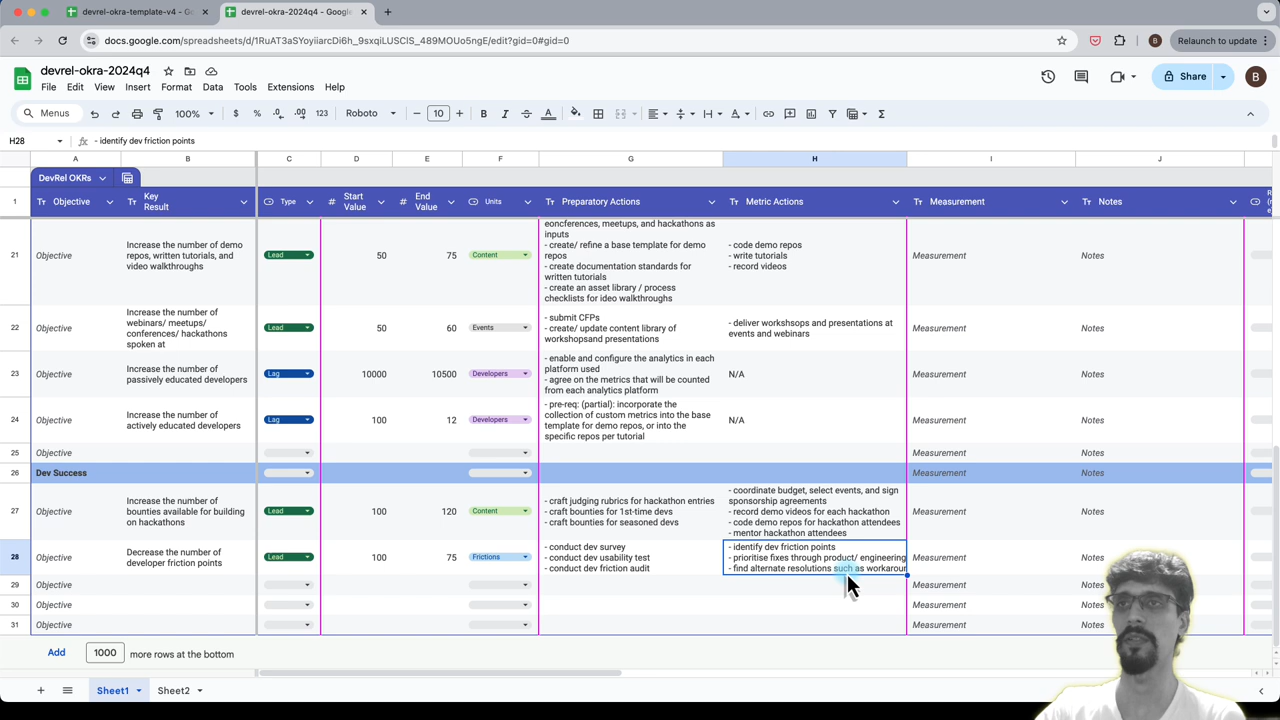 devrel-okra-template-v4 - Goog
devrel-okra-2024q4 - Google
docs.google.com/spreadsheets/d/1RuAT3aSYoyiiarcDi6h_9sxqiLUSCIS_489MOUo5ngE/edit?gid=0#gid=0
B
Relaunch to update
devrel-okra-2024q4
File Edit View Insert Format Data Tools Extensions Help
Share
B
Menus
100%
$ % .0 .00 123
Roboto
10
H28
fx - identify dev friction points
A B C D E F G H I J
DevRel OKRs
1
Objective
Key
Result
Type
Start
Value
End
Value
Units
Preparatory Actions
Metric Actions
Measurement
Notes
21
Objective
Increase the number of demo
repos, written tutorials, and
video walkthroughs
Lead
50
75
Content
eoncferences, meetups, and hackathons as
inputs
- create/ refine a base template for demo
repos
- create documentation standards for
written tutorials
- create an asset library / process
checklists for ideo walkthroughs
- code demo repos
- write tutorials
- record videos
Measurement
Notes
22
Objective
Increase the number of
webinars/ meetups/
conferences/ hackathons
spoken at
Lead
50
60
Events
- submit CFPs
- create/ update content library of
workshopsand presentations
- deliver workshsops and presentations at
events and webinars
Measurement
Notes
23
Objective
Increase the number of
passively educated developers
Lag
10000
10500
Developers
- enable and configure the analytics in each
platform used
- agree on the metrics that will be counted
from each analytics platform
N/A
Measurement
Notes
24
Objective
Increase the number of
actively educated developers
Lag
100
12
Developers
- pre-req: (partial): incorporate the
collection of custom metrics into the base
template for demo repos, or into the
specific repos per tutorial
N/A
Measurement
Notes
25
Objective
Measurement
Notes
26
Dev Success
Measurement
Notes
27
Objective
Increase the number of
bounties available for building
on hackathons
Lead
100
120
Content
- craft judging rubrics for hackathon entries
- craft bounties for 1st-time devs
- craft bounties for seasoned devs
- coordinate budget, select events, and sign
sponsorship agreements
- record demo videos for each hackathon
- code demo repos for hackathon attendees
- mentor hackathon attendees
Measurement
Notes
28
Objective
Decrease the number of
developer friction points
Lead
100
75
Frictions
- conduct dev survey
- conduct dev usability test
- conduct dev friction audit
- identify dev friction points
- prioritise fixes through product/ engineering
- find alternate resolutions such as workaroun
Measurement
Notes
29
Objective
Measurement
Notes
30
Objective
Measurement
Notes
31
Objective
Measurement
Notes
Add
1000
more rows at the bottom
Sheet1
Sheet2